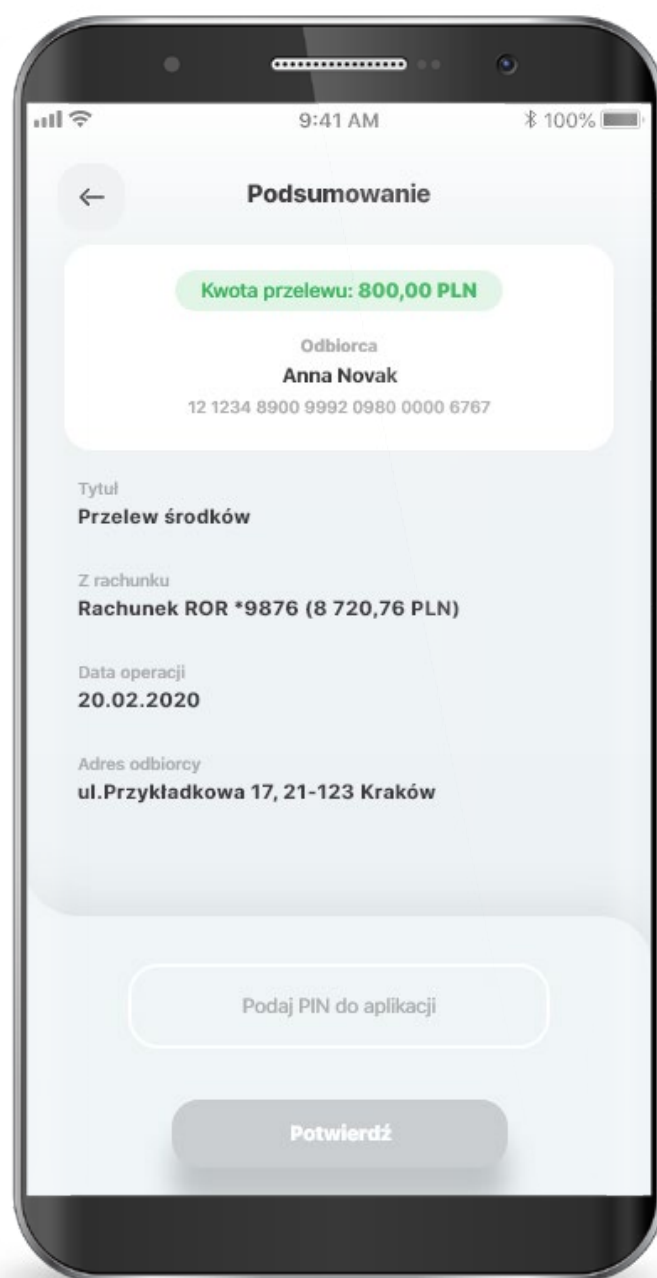 9:41 AM
100%
Podsumowanie
Kwota przelewu: 800,00 PLN
Odbiorca
Anna Novak
12 1234 8900 9992 0980 0000 6767
Tytuł
Przelew środków
Z rachunku
Rachunek ROR *9876 (8 720,76 PLN)
Data operacji
20.02.2020
Adres odbiorcy
ul.Przykładkowa 17, 21-123 Kraków
Podaj PIN do aplikacji
Potwierdź